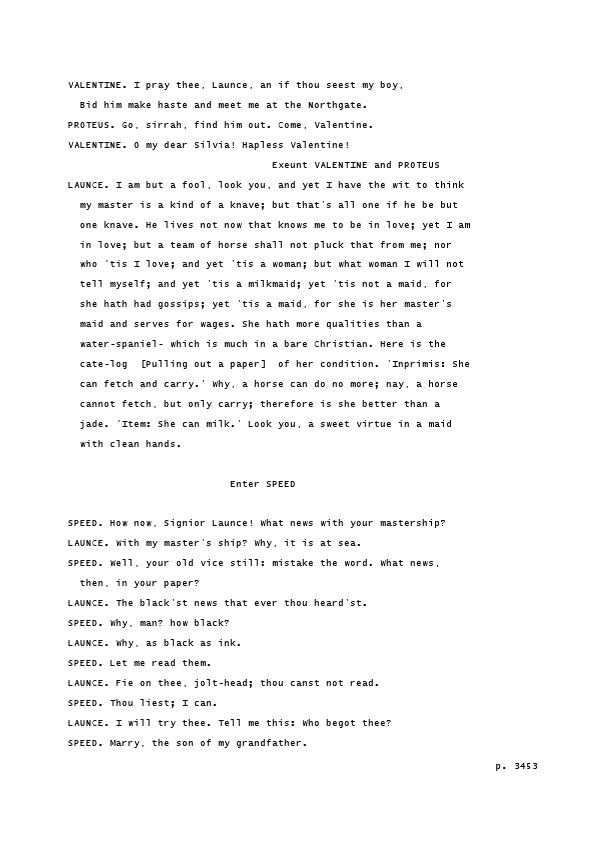 VALENTINE. I pray thee, Launce, an if thou seest my boy,
Bid him make haste and meet me at the Northgate.
PROTEUS. Go, sirrah, find him out. Come, Valentine.
VALENTINE. O my dear Silvia! Hapless Valentine!
Exeunt VALENTINE and PROTEUS
LAUNCE. I am but a fool, look you, and yet I have the wit to think
my master is a kind of a knave; but that's all one if he be but
one knave. He lives not now that knows me to be in love; yet I am
in love; but a team of horse shall not pluck that from me; nor
who 'tis I love; and yet 'tis a woman; but what woman I will not
tell myself; and yet 'tis a milkmaid; yet 'tis not a maid, for
she hath had gossips; yet 'tis a maid, for she is her master's
maid and serves for wages. She hath more qualities than a
water-spaniel- which is much in a bare Christian. Here is the
cate-log  [Pulling out a paper]  of her condition. 'Inprimis: She
can fetch and carry.' Why, a horse can do no more; nay, a horse
cannot fetch, but only carry; therefore is she better than a
jade. 'Item: She can milk.' Look you, a sweet virtue in a maid
with clean hands.
Enter SPEED
SPEED. How now, Signior Launce! What news with your mastership?
LAUNCE. With my master's ship? Why, it is at sea.
SPEED. Well, your old vice still: mistake the word. What news,
then, in your paper?
LAUNCE. The black'st news that ever thou heard'st.
SPEED. Why, man? how black?
LAUNCE. Why, as black as ink.
SPEED. Let me read them.
LAUNCE. Fie on thee, jolt-head; thou canst not read.
SPEED. Thou liest; I can.
LAUNCE. I will try thee. Tell me this: Who begot thee?
SPEED. Marry, the son of my grandfather.
p. 3453